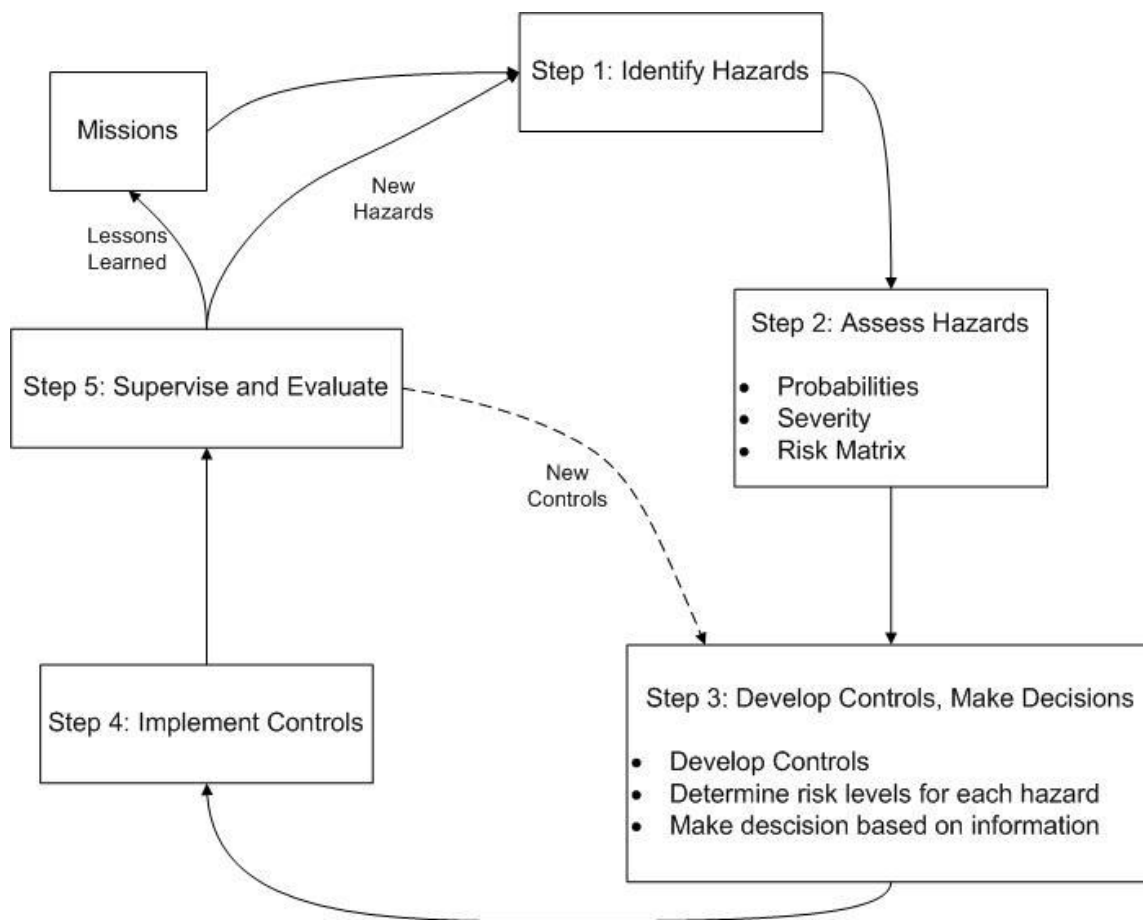 Step 1: Identify Hazards
Missions
New
Hazards
Lessons
Learned
Step 2: Assess Hazards
• Probabilities
• Severity
• Risk Matrix
Step 5: Supervise and Evaluate
New
Controls
Step 3: Develop Controls, Make Decisions
• Develop Controls
• Determine risk levels for each hazard
• Make descision based on information
Step 4: Implement Controls